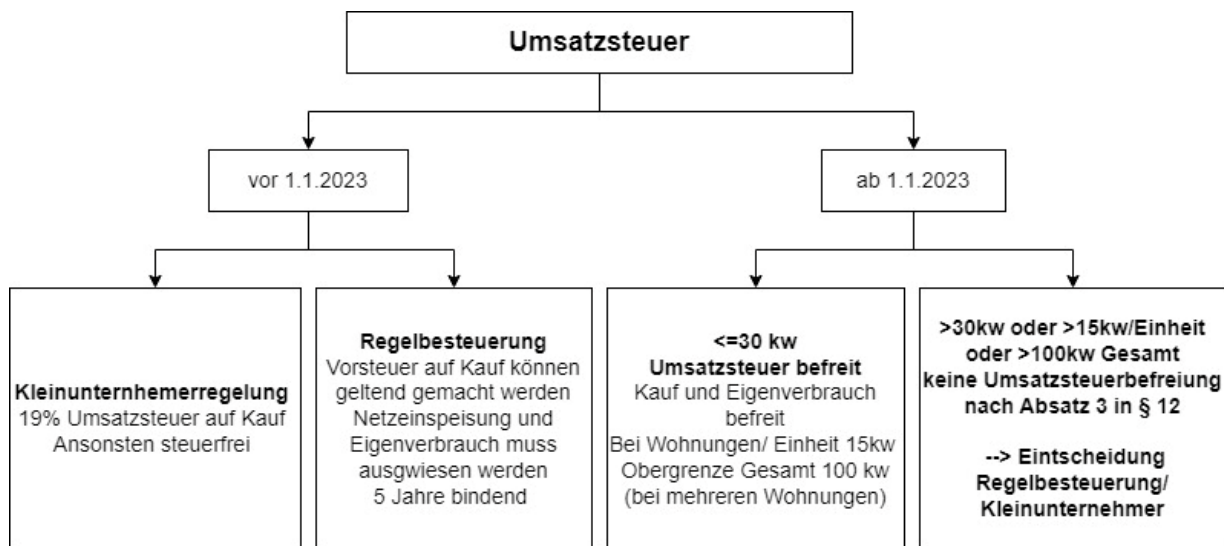 Umsatzsteuer
vor 1.1.2023
ab 1.1.2023
Kleinunternhemerregelung
19% Umsatzsteuer auf Kauf
Ansonsten steuerfrei
Regelbesteuerung
Vorsteuer auf Kauf können
geltend gemacht werden
Netzeinspeisung und
Eigenverbrauch muss
ausgwiesen werden
5 Jahre bindend
<=30 kw
Umsatzsteuer befreit
Kauf und Eigenverbrauch
befreit
Bei Wohnungen/ Einheit 15kw
Obergrenze Gesamt 100 kw
(bei mehreren Wohnungen)
>30kw oder >15kw/Einheit
oder >100kw Gesamt
keine Umsatzsteuerbefreiung
nach Absatz 3 in § 12
--> Eintscheidung
Regelbesteuerung/
Kleinunternehmer